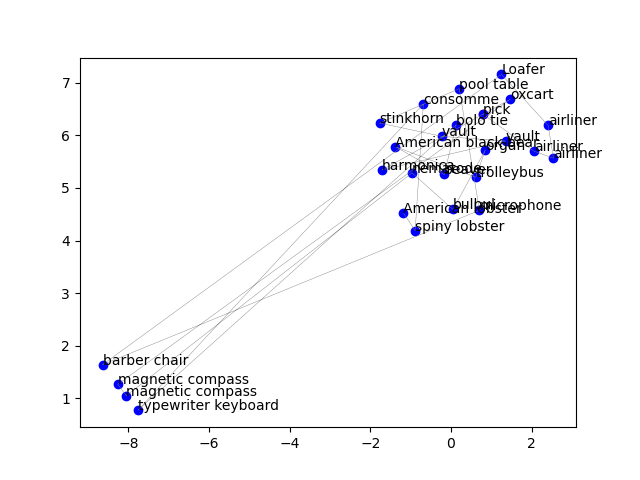 Loafer
pool table
oxcart
consomme
pick
stinkhorn
bolo tie
airliner
vault
vault
American black bear
organ
airliner
airliner
harmonica
trolleybus
bulbul
microphone
American lobster
spiny lobster
barber chair
magnetic compass
magnetic compass
typewriter keyboard
7
6
5
4
3
2
1
−8
−6
−4
−2
0
2